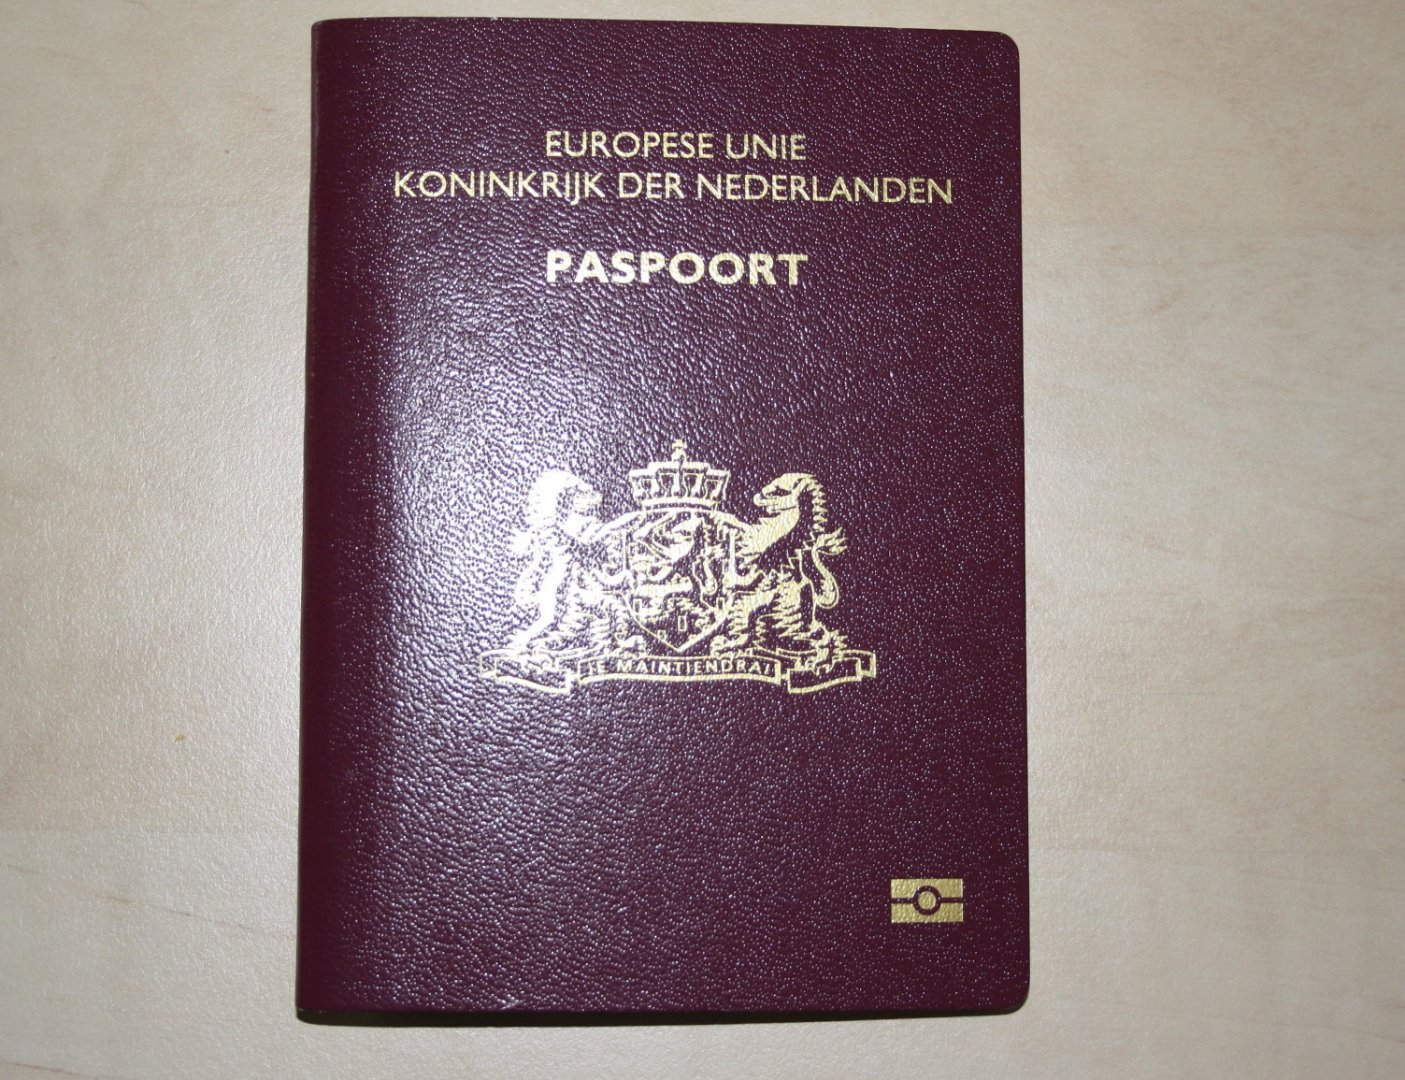 EUROPESE UNIE
KONINKRIJK DER NEDERLANDEN
PASPOORT
JE MAINTIENDRAI